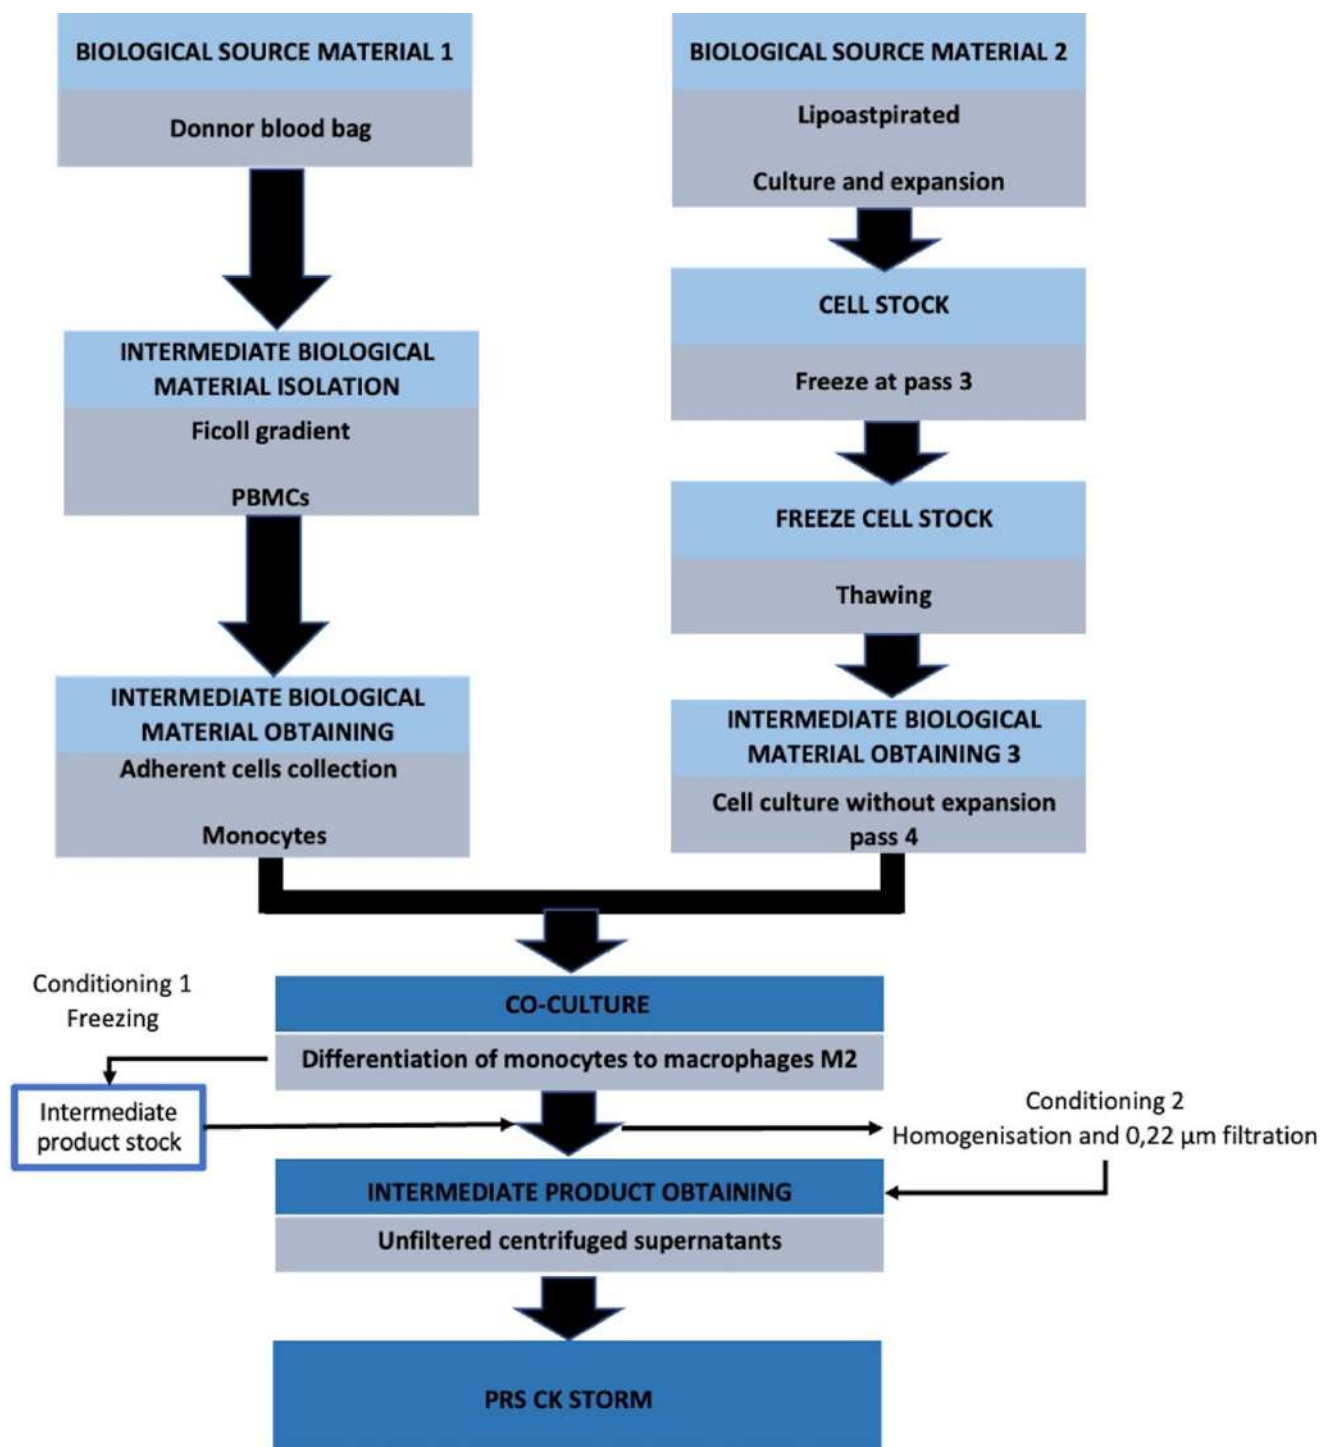 BIOLOGICAL SOURCE MATERIAL 1
Donnor blood bag
INTERMEDIATE BIOLOGICAL
MATERIAL ISOLATION
Ficoll gradient
PBMCs
INTERMEDIATE BIOLOGICAL
MATERIAL OBTAINING
Adherent cells collection
Monocytes
BIOLOGICAL SOURCE MATERIAL 2
Lipoastpirated
Culture and expansion
CELL STOCK
Freeze at pass 3
FREEZE CELL STOCK
Thawing
INTERMEDIATE BIOLOGICAL
MATERIAL OBTAINING 3
Cell culture without expansion
pass 4
CO-CULTURE
Differentiation of monocytes to macrophages M2
Conditioning 1
Freezing
Intermediate
product stock
Conditioning 2
Homogenisation and 0,22 µm filtration
INTERMEDIATE PRODUCT OBTAINING
Unfiltered centrifuged supernatants
PRS CK STORM